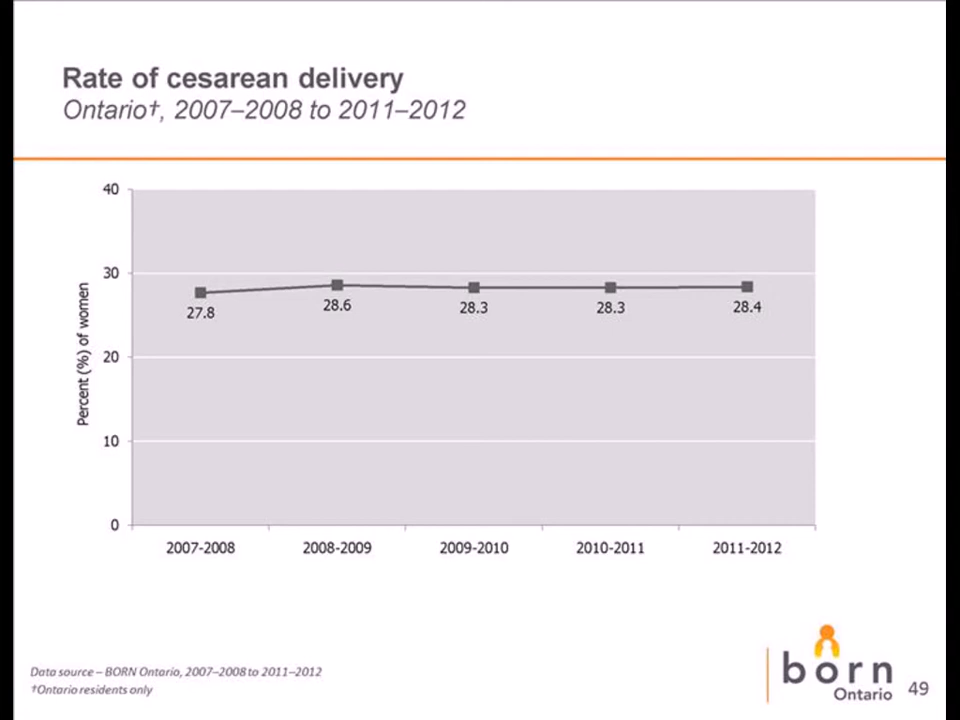 Rate of cesarean delivery
Ontario†, 2007–2008 to 2011–2012
40
30
20
10
0
Percent (%) of women
27.8
28.6
28.3
28.3
28.4
2007-2008
2008-2009
2009-2010
2010-2011
2011-2012
Data source – BORN Ontario, 2007–2008 to 2011–2012
†Ontario residents only
born
Ontario
49